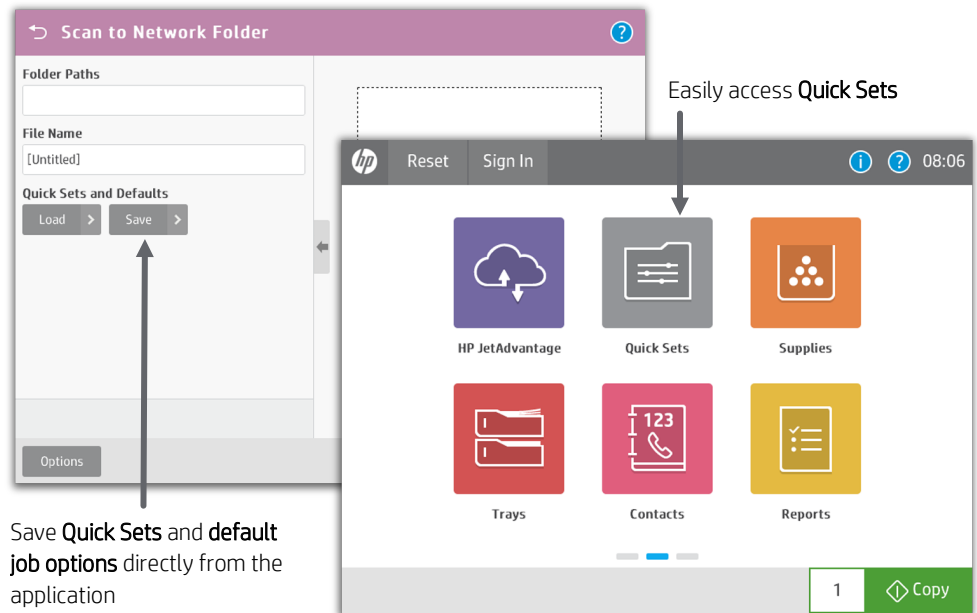 Scan to Network Folder
?
Folder Paths
File Name
[Untitled]
Quick Sets and Defaults
Load >
Save >
Options
Easily access Quick Sets
hp
Reset
Sign In
i
?
08:06
HP JetAdvantage
Quick Sets
Supplies
123
Trays
Contacts
Reports
1
Copy
Save Quick Sets and default
job options directly from the
application